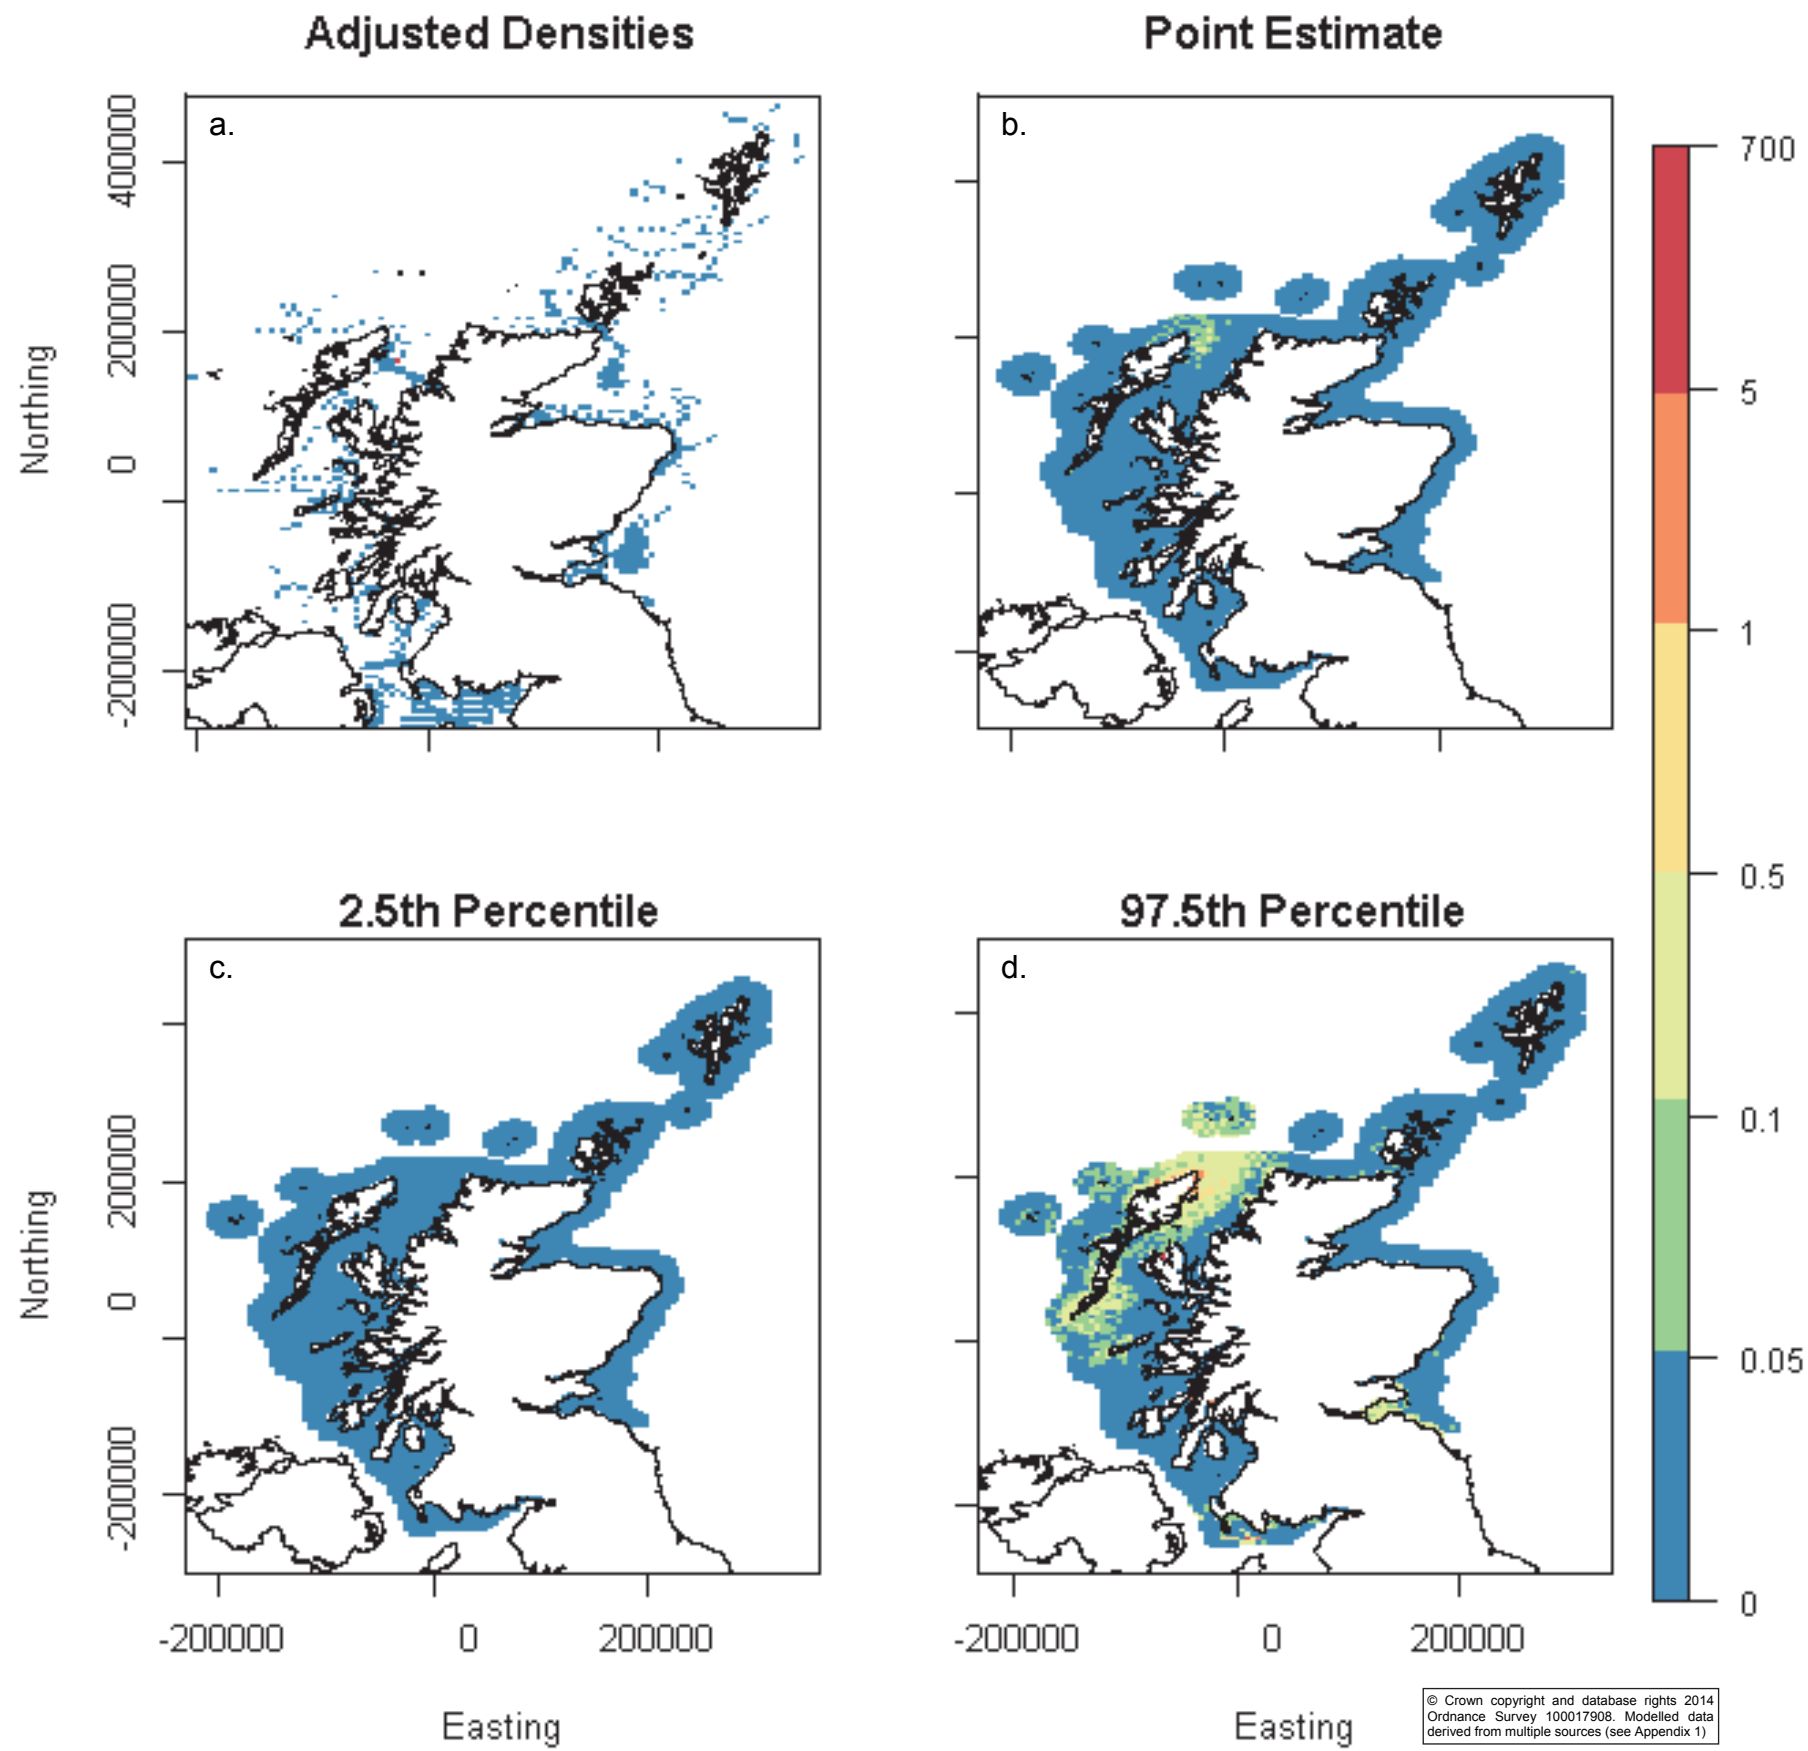 Adjusted Densities
Point Estimate
a.
b.
400000
200000
0
-200000
Northing
700
5
1
0.5
0.1
0.05
0
2.5th Percentile
97.5th Percentile
c.
d.
200000
0
-200000
Northing
-200000 0 200000
-200000 0 200000
Easting
Easting
© Crown copyright and database rights 2014
Ordnance Survey 100017908. Modelled data
derived from multiple sources (see Appendix 1)